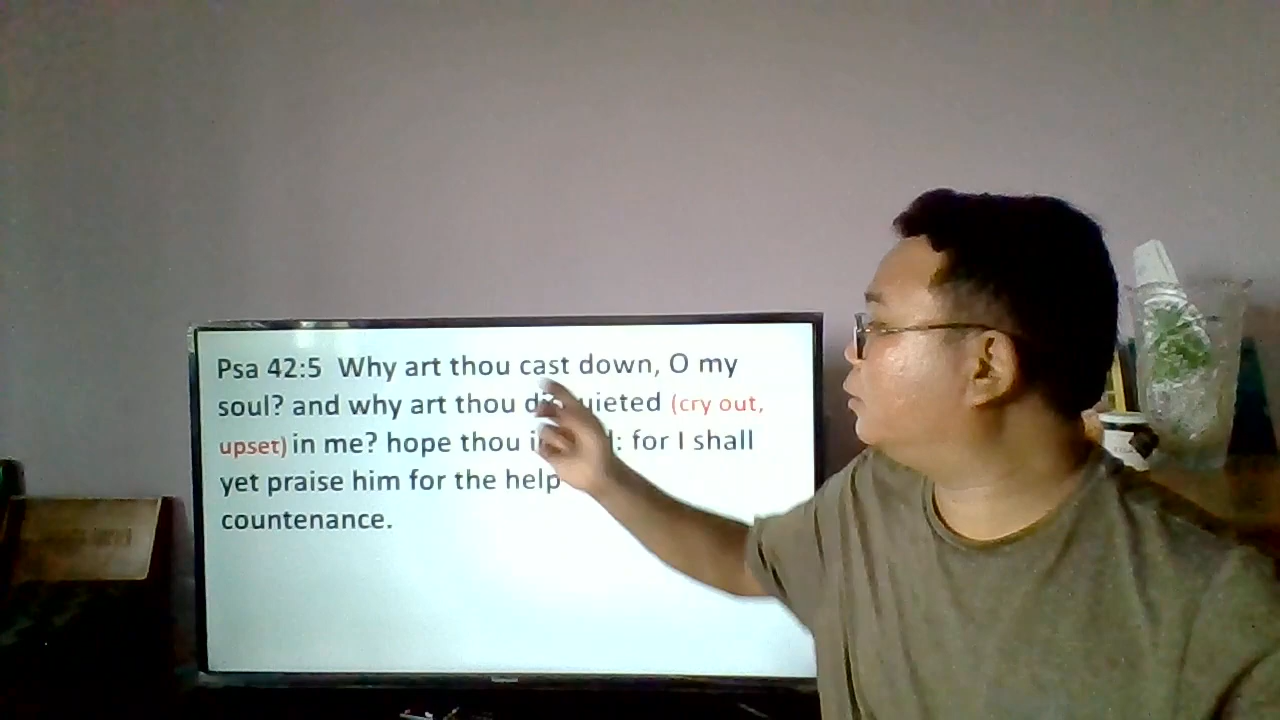 Psa 42:5 Why art thou cast down, O my
soul? and why art thou disquieted (cry out,
upset) in me? hope thou : for I shall
yet praise him for the help
countenance.